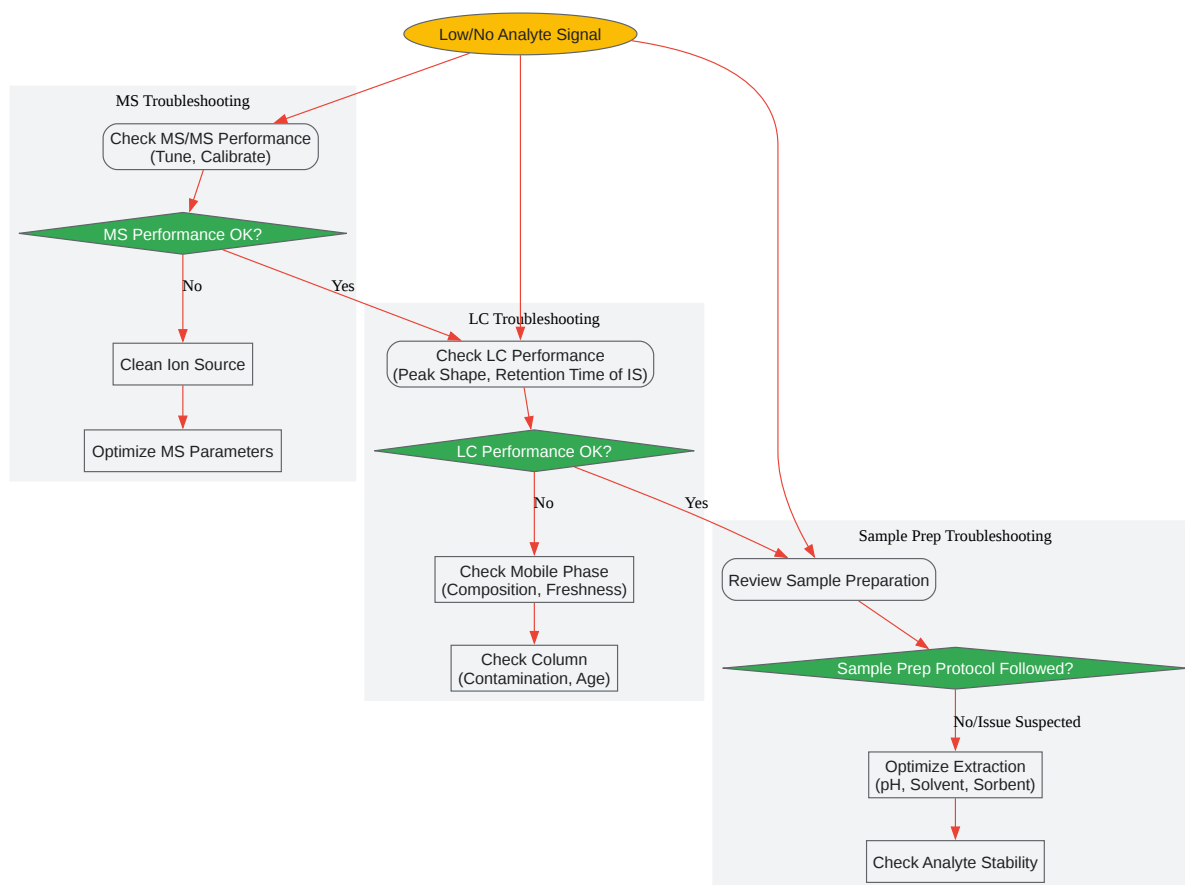 Low/No Analyte Signal
MS Troubleshooting
Check MS/MS Performance
(Tune, Calibrate)
MS Performance OK?
No
Yes
Clean Ion Source
Optimize MS Parameters
LC Troubleshooting
Check LC Performance
(Peak Shape, Retention Time of IS)
LC Performance OK?
No
Yes
Check Mobile Phase
(Composition, Freshness)
Check Column
(Contamination, Age)
Sample Prep Troubleshooting
Review Sample Preparation
Sample Prep Protocol Followed?
No/Issue Suspected
Optimize Extraction
(pH, Solvent, Sorbent)
Check Analyte Stability